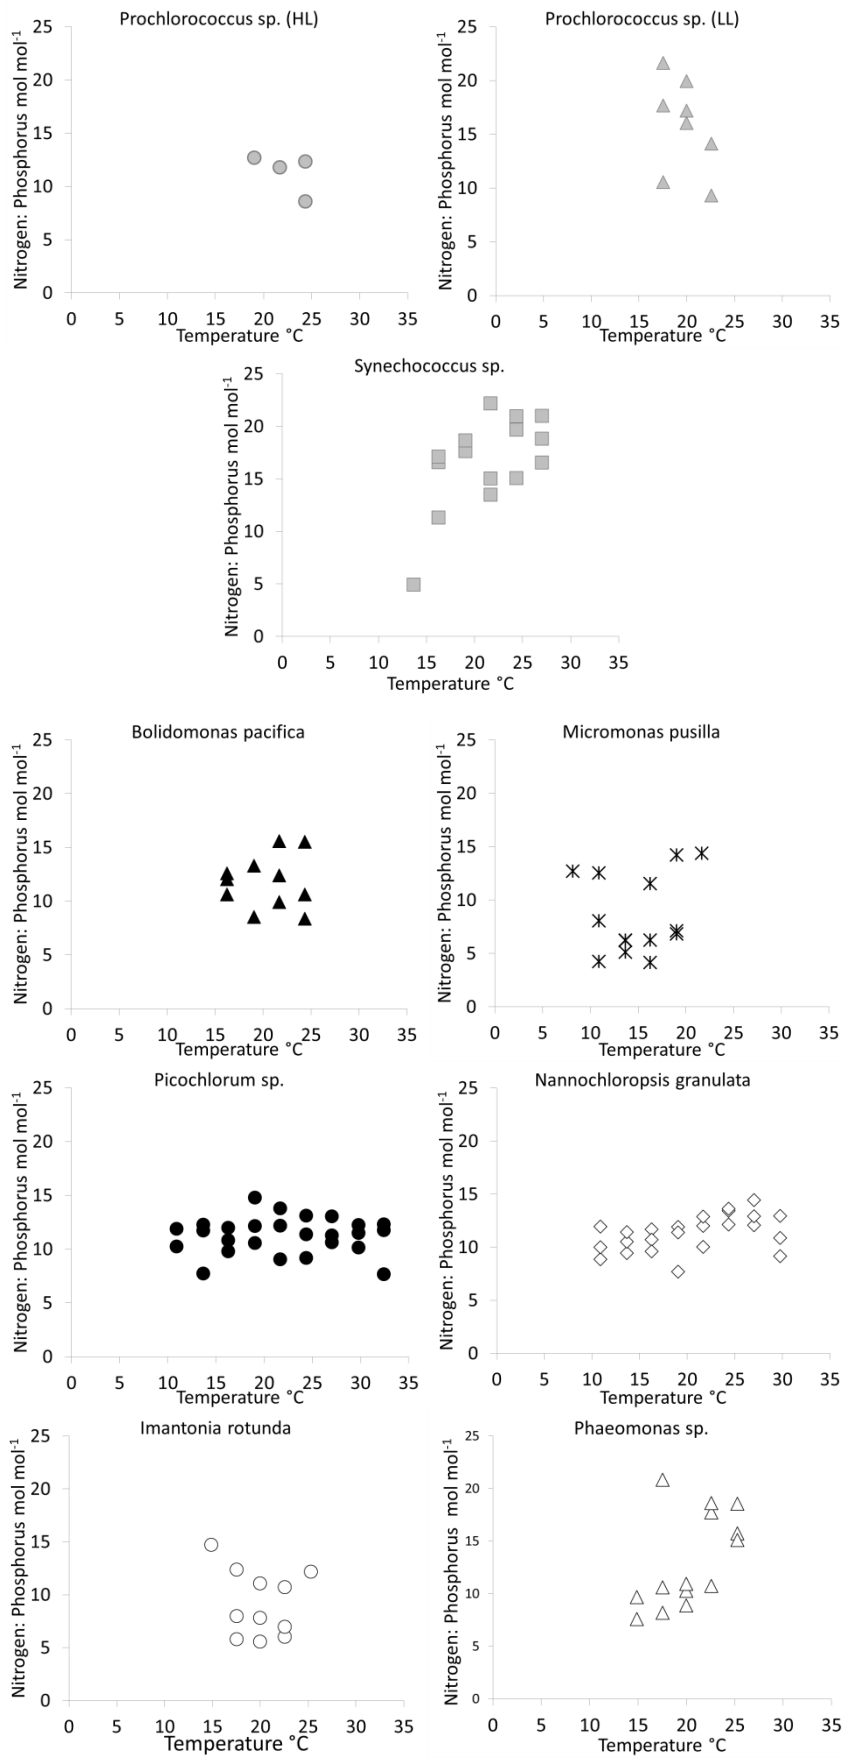 Prochlorococcus sp. (HL)
Nitrogen: Phosphorus mol mol-1
25
20
15
10
5
0
0 5 10 15 20 25 30 35
Temperature °C
Prochlorococcus sp. (LL)
Nitrogen: Phosphorus mol mol-1
25
20
15
10
5
0
0 5 10 15 20 25 30 35
Temperature °C
Synechococcus sp.
Nitrogen: Phosphorus mol mol-1
25
20
15
10
5
0
0 5 10 15 20 25 30 35
Temperature °C
Bolidomonas pacifica
Nitrogen: Phosphorus mol mol-1
25
20
15
10
5
0
0 5 10 15 20 25 30 35
Temperature °C
Micromonas pusilla
Nitrogen: Phosphorus mol mol-1
25
20
15
10
5
0
0 5 10 15 20 25 30 35
Temperature °C
Picochlorum sp.
Nitrogen: Phosphorus mol mol-1
25
20
15
10
5
0
0 5 10 15 20 25 30 35
Temperature °C
Nannochloropsis granulata
Nitrogen: Phosphorus mol mol-1
25
20
15
10
5
0
0 5 10 15 20 25 30 35
Temperature °C
Imantonia rotunda
Nitrogen: Phosphorus mol mol-1
25
20
15
10
5
0
0 5 10 15 20 25 30 35
Temperature °C
Phaeomonas sp.
Nitrogen: Phosphorus mol mol-1
25
20
15
10
5
0
0 5 10 15 20 25 30 35
Temperature °C